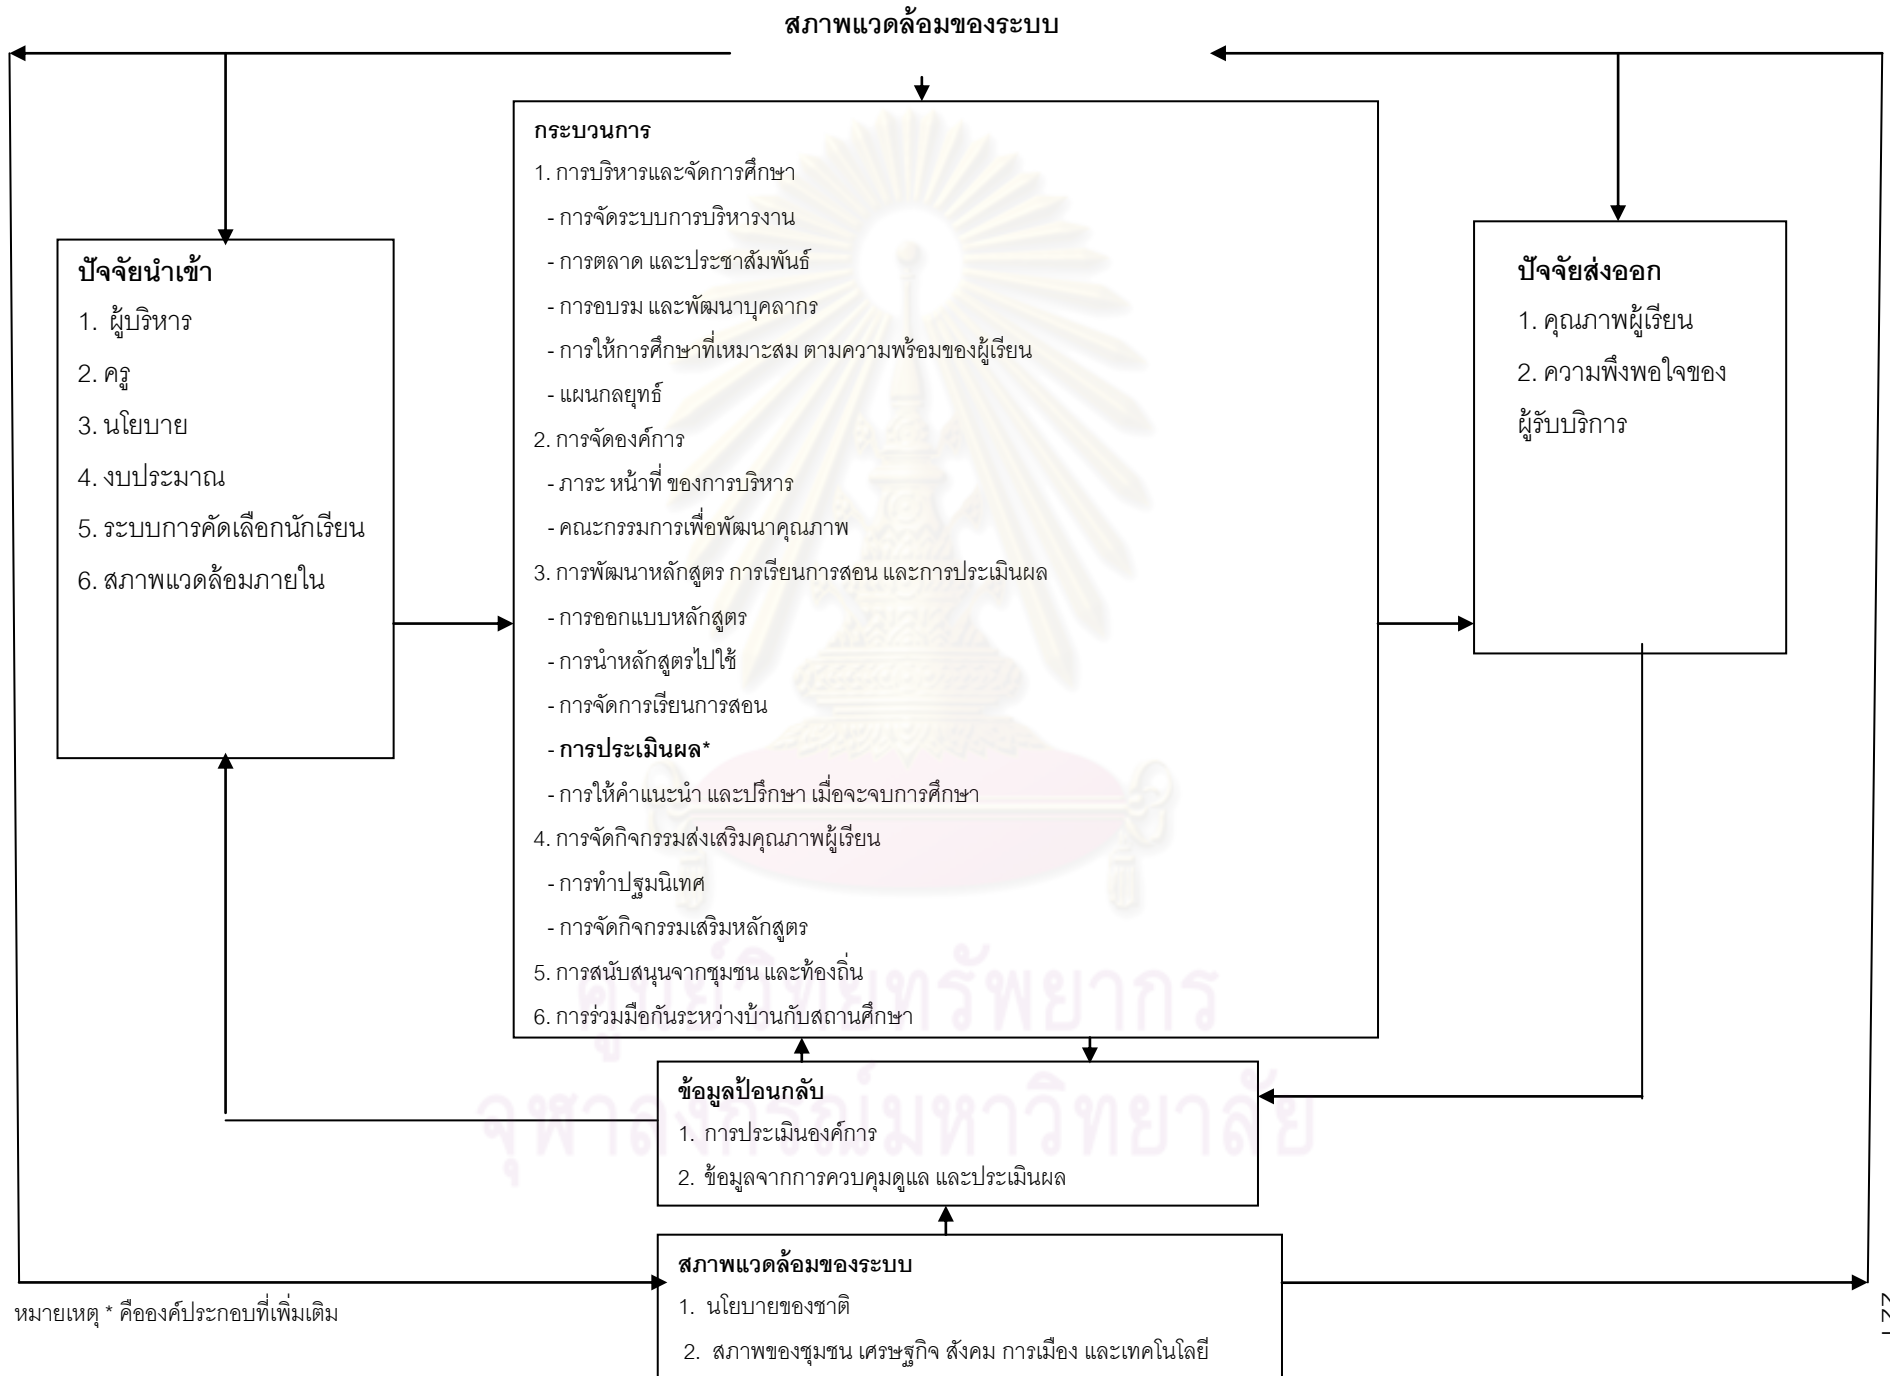 สภาพแวดล้อมของระบบ
ปัจจัยนำเข้า
1. ผู้บริหาร
2. ครู
3. นโยบาย
4. งบประมาณ
5. ระบบการคัดเลือกนักเรียน
6. สภาพแวดล้อมภายใน
กระบวนการ
1. การบริหารและจัดการศึกษา
- การจัดระบบการบริหารงาน
- การตลาด และประชาสัมพันธ์
- การอบรม และพัฒนาบุคลากร
- การให้การศึกษาที่เหมาะสม ตามความพร้อมของผู้เรียน
- แผนกลยุทธ์
2. การจัดองค์การ
- ภาระ หน้าที่ ของการบริหาร
- คณะกรรมการเพื่อพัฒนาคุณภาพ
3. การพัฒนาหลักสูตร การเรียนการสอน และการประเมินผล
- การออกแบบหลักสูตร
- การนำหลักสูตรไปใช้
- การจัดการเรียนการสอน
- การประเมินผล*
- การให้คำแนะนำ และปรึกษา เมื่อจะจบการศึกษา
4. การจัดกิจกรรมส่งเสริมคุณภาพผู้เรียน
- การทำปฐมนิเทศ
- การจัดกิจกรรมเสริมหลักสูตร
5. การสนับสนุนจากชุมชน และท้องถิ่น
6. การร่วมมือกันระหว่างบ้านกับสถานศึกษา
ปัจจัยส่งออก
1. คุณภาพผู้เรียน
2. ความพึงพอใจของ
ผู้รับบริการ
ข้อมูลป้อนกลับ
1. การประเมินองค์การ
2. ข้อมูลจากการควบคุมดูแล และประเมินผล
สภาพแวดล้อมของระบบ
1. นโยบายของชาติ
2. สภาพของชุมชน เศรษฐกิจ สังคม การเมือง และเทคโนโลยี
หมายเหตุ * คือองค์ประกอบที่เพิ่มเติม
ศูนย์วิทยทรัพยากร
จุฬาลงกรณ์มหาวิทยาลัย